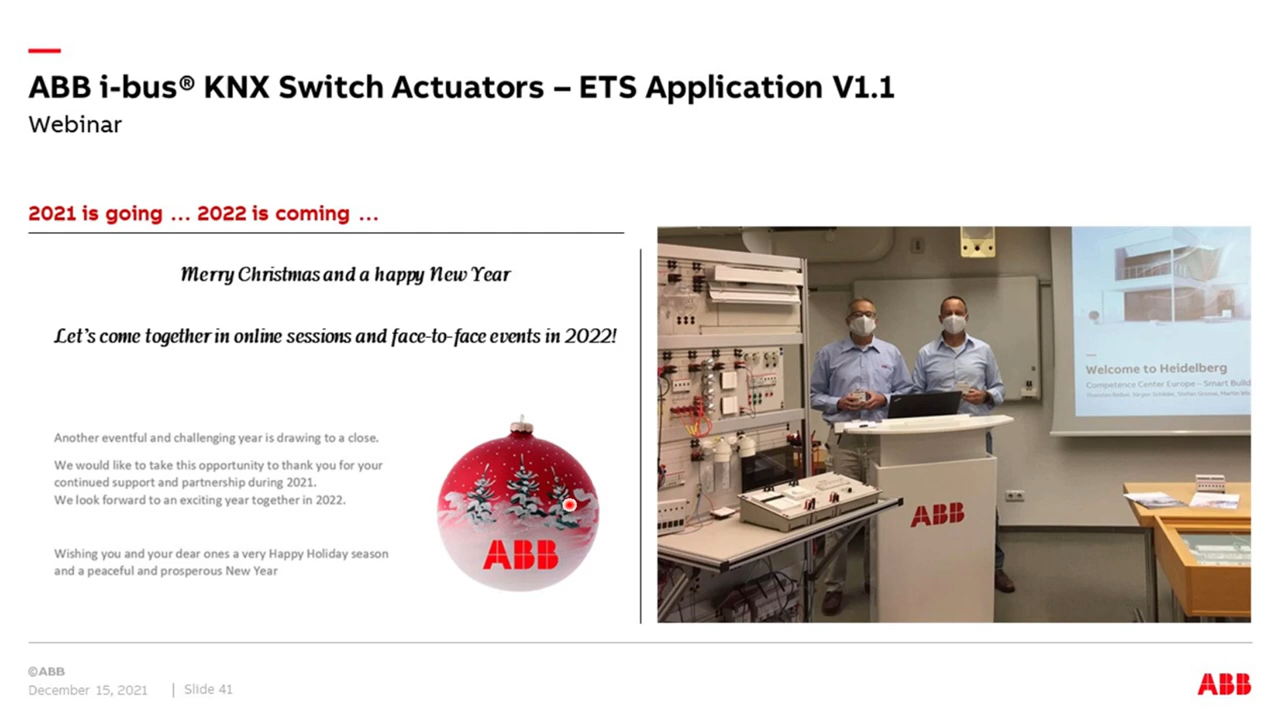 ABB i-bus® KNX Switch Actuators – ETS Application V1.1
Webinar
2021 is going … 2022 is coming …
Merry Christmas and a happy New Year
Let's come together in online sessions and face-to-face events in 2022!
Another eventful and challenging year is drawing to a close.
We would like to take this opportunity to thank you for your
continued support and partnership during 2021.
We look forward to an exciting year together in 2022.
Wishing you and your dear ones a very Happy Holiday season
and a peaceful and prosperous New Year
ABB
Welcome to Heidelberg
Competence Center Europe – Smart Build
ABB
©ABB
December 15, 2021 | Slide 41
ABB